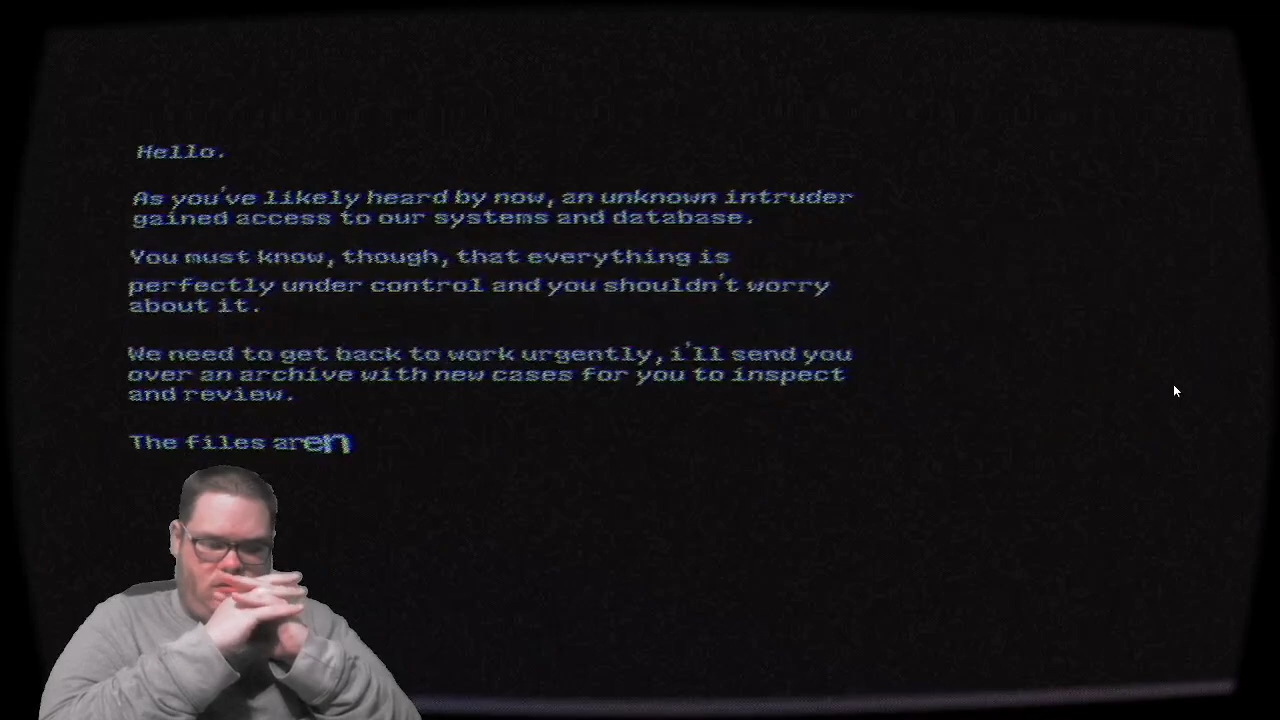 Hello.
As you've likely heard by now, an unknown intruder
gained access to our systems and database.
You must know, though, that everything is
perfectly under control and you shouldn't worry
about it.
We need to get back to work urgently, i'll send you
over an archive with new cases for you to inspect
and review.
The files aren